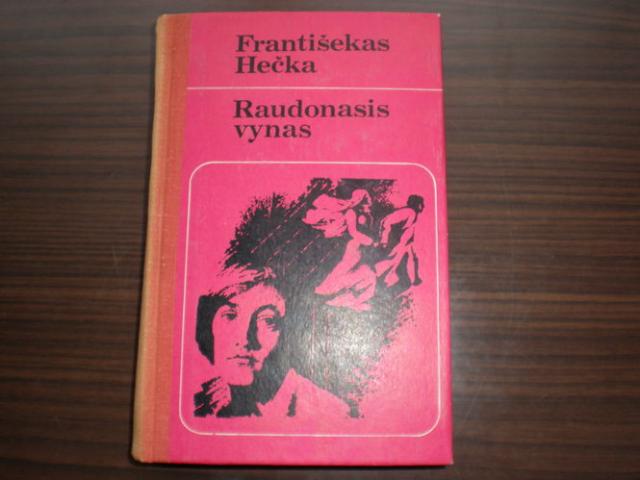 Františekas
Hečka
Raudonasis
vynas